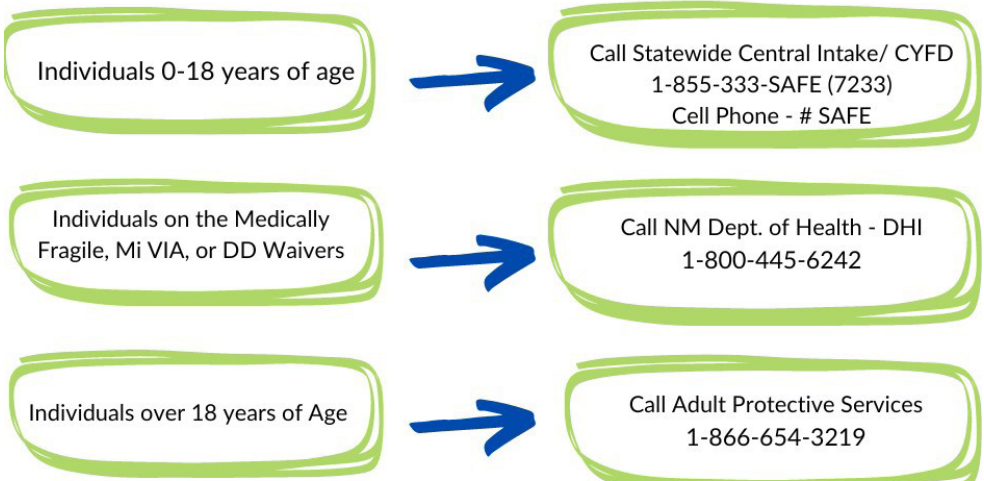 Individuals 0-18 years of age
Call Statewide Central Intake/ CYFD
1-855-333-SAFE (7233)
Cell Phone - # SAFE
Individuals on the Medically
Fragile, Mi VIA, or DD Waivers
Call NM Dept. of Health - DHI
1-800-445-6242
Individuals over 18 years of Age
Call Adult Protective Services
1-866-654-3219